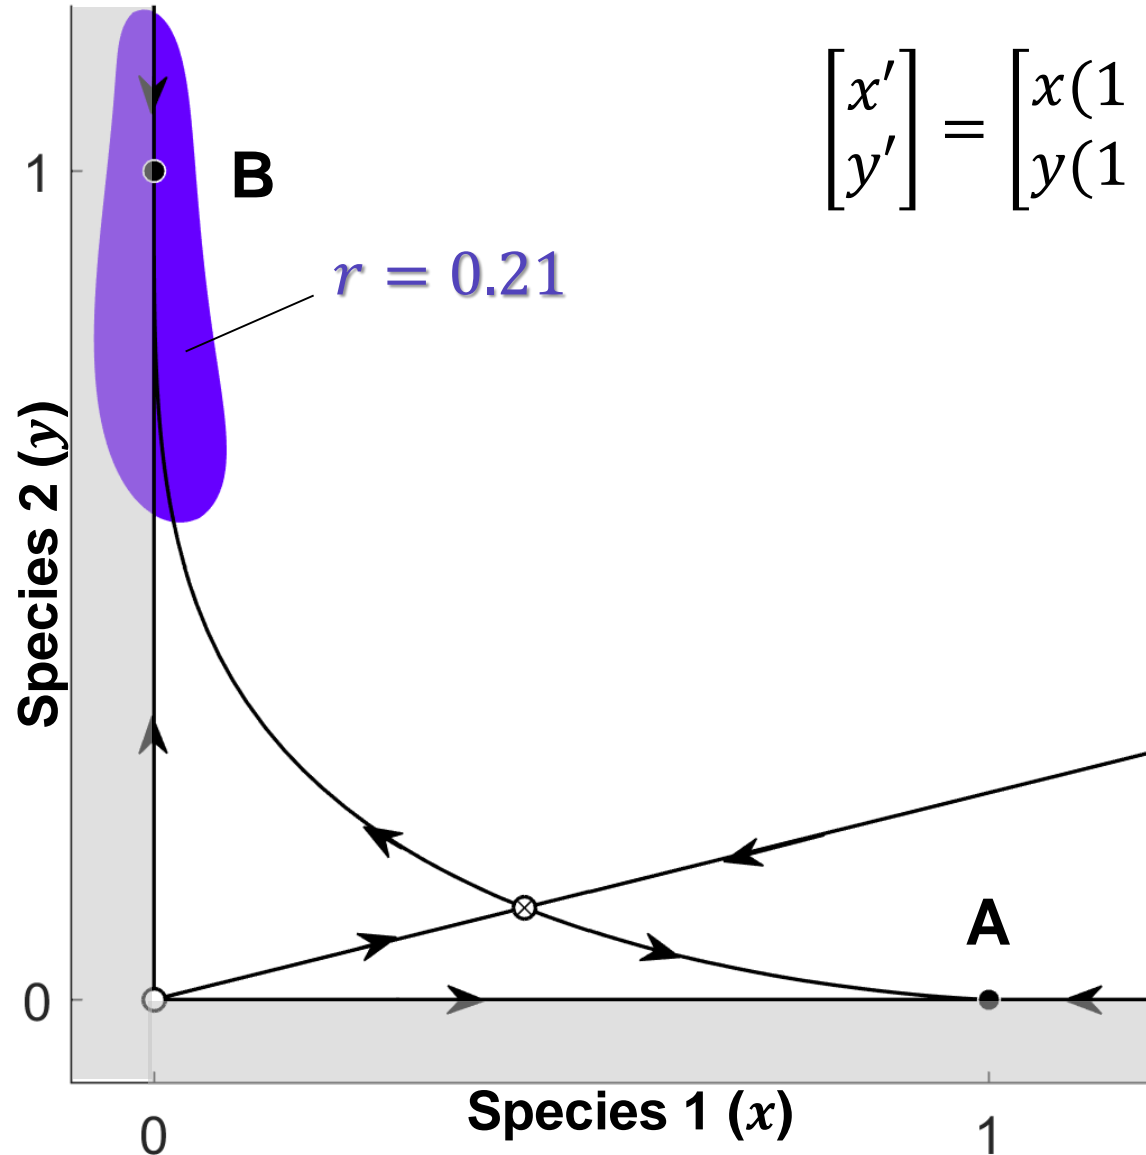 [x′] = [x(1
[y′]   [y(1
1
B
r = 0.21
Species 2 (y)
A
0
Species 1 (x)
0
1